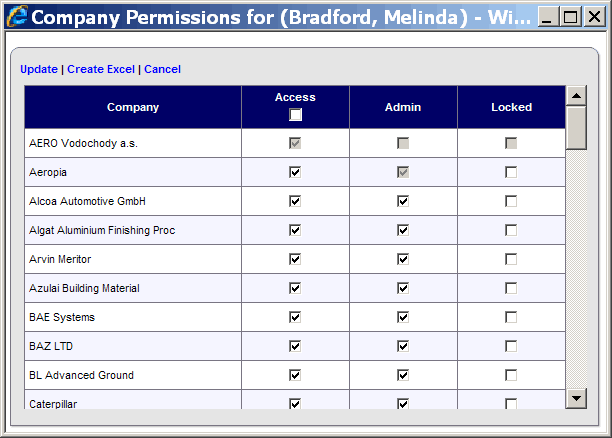 Company Permissions for (Bradford, Melinda) - Wi...
Update | Create Excel | Cancel
Company Access Admin Locked
AERO Vodochody a.s.
Aeropia
Alcoa Automotive GmbH
Algat Aluminium Finishing Proc
Arvin Meritor
Azulai Building Material
BAE Systems
BAZ LTD
BL Advanced Ground
Caterpillar